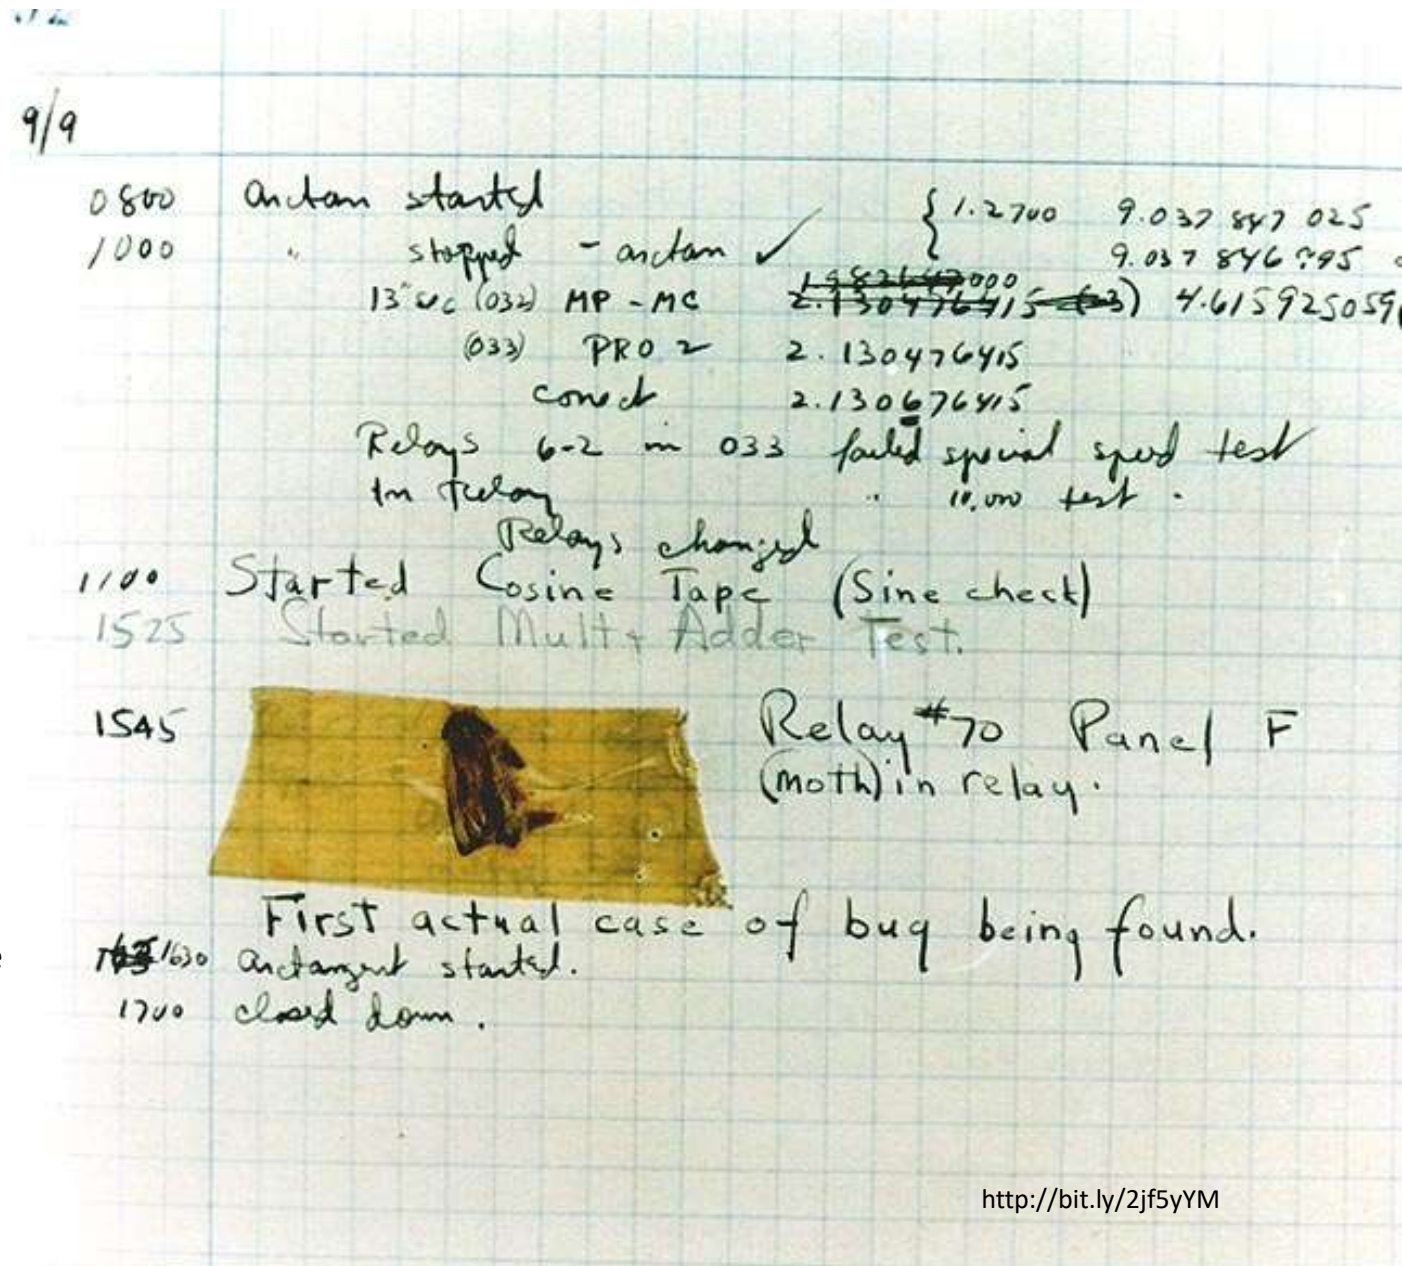 9/9
0800 arctan started { 1.2700 9.037 847 025
1000 " stopped - arctan ✓ 9.037 846 995
13" (032) MP - MC 2.130476415 4.615925059
(033) PRO 2 2.130476415
correct 2.130676415
Relays 6-2 in 033 failed special speed test
In relay " 10,000 test .
Relays changed
1100 Started Cosine Tape (Sine check)
1525 Started Mult+ Adder Test.
1545 Relay #70 Panel F
(moth) in relay.
First actual case of bug being found.
1630 arctangent started.
1700 closed down .
http://bit.ly/2jf5yYM